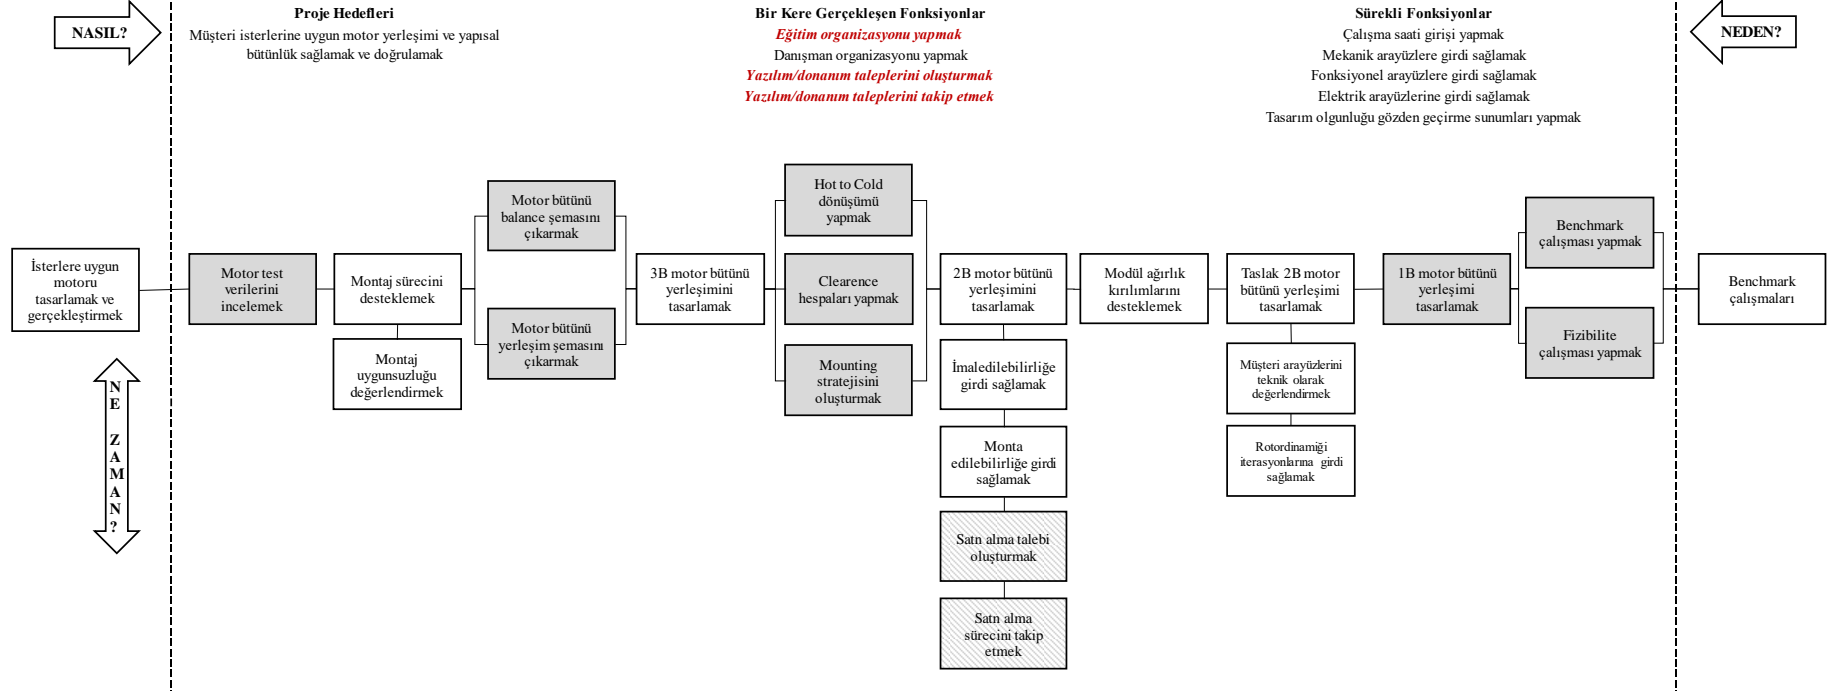 NASIL?
Proje Hedefleri
Müşteri isterlerine uygun motor yerleşimi ve yapısal
bütünlük sağlamak ve doğrulamak
Bir Kere Gerçekleşen Fonksiyonlar
Eğitim organizasyonu yapmak
Danışman organizasyonu yapmak
Yazılım/donanım taleplerini oluşturmak
Yazılım/donanım taleplerini takip etmek
Sürekli Fonksiyonlar
Çalışma saati girişi yapmak
Mekanik arayüzlere girdi sağlamak
Fonksiyonel arayüzlere girdi sağlamak
Elektrik arayüzlerine girdi sağlamak
Tasarım olgunluğu gözden geçirme sunumları yapmak
NEDEN?
İsterlere uygun
motoru
tasarlamak ve
gerçekleştirmek
NE ZAMAN?
Motor test
verilerini
incelemek
Montaj sürecini
desteklemek
Montaj
uygunsuzluğu
değerlendirmek
Motor bütünü
balance şemasını
çıkarmak
Motor bütünü
yerleşim şemasını
çıkarmak
3B motor bütünü
yerleşimini
tasarlamak
Hot to Cold
dönüşümü
yapmak
Clearence
hespaları yapmak
Mounting
stratejisini
oluşturmak
2B motor bütünü
yerleşimini
tasarlamak
İmaledilebilirliğe
girdi sağlamak
Monta
edilebilirliğe girdi
sağlamak
Satn alma talebi
oluşturmak
Satn alma
sürecini takip
etmek
Modül ağırlık
kırılımlarını
desteklemek
Taslak 2B motor
bütünü yerleşimi
tasarlamak
Müşteri arayüzlerini
teknik olarak
değerlendirmek
Rotordinamiği
iterasyonlarına girdi
sağlamak
1B motor bütünü
yerleşimi
tasarlamak
Benchmark
çalışması yapmak
Fizibilite
çalışması yapmak
Benchmark
çalışmaları